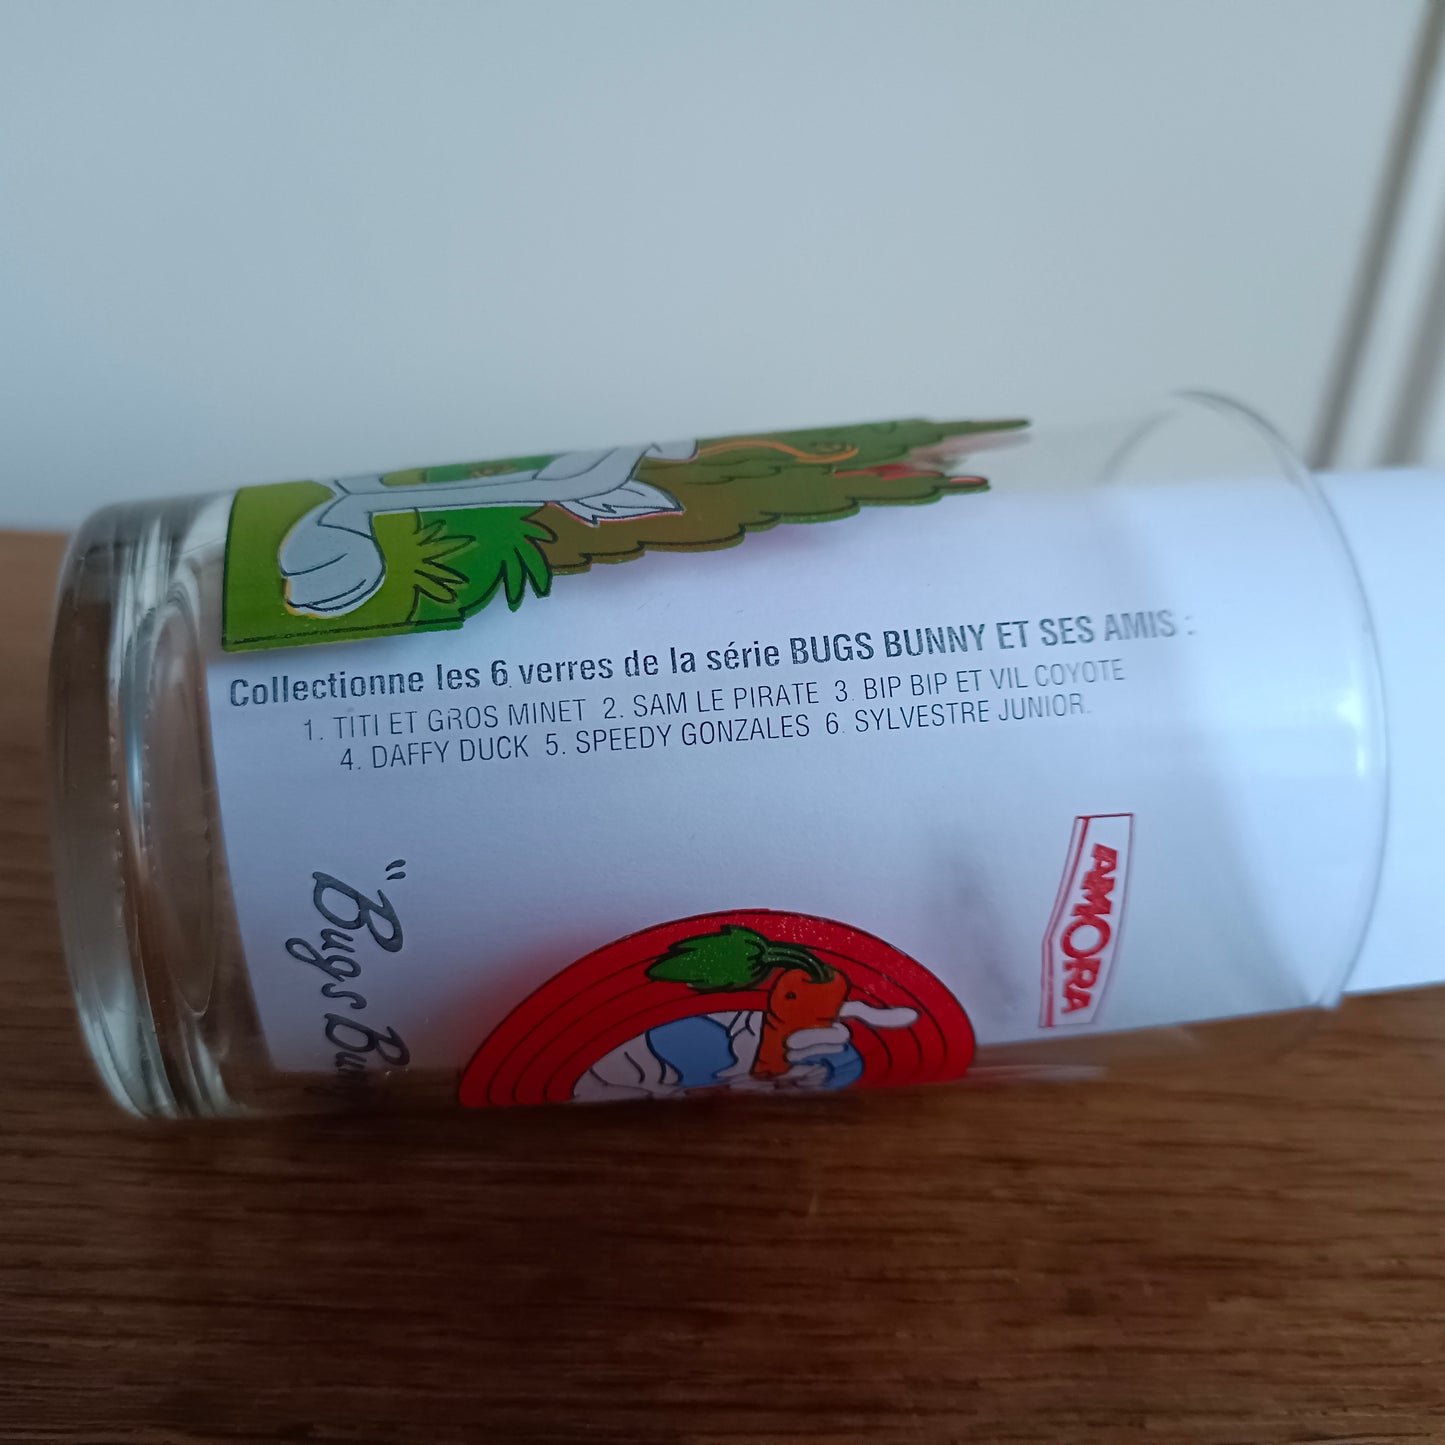 Collectionne les 6 verres de la série BUGS BUNNY ET SES AMIS :
1. TITI ET GROS MINET 2. SAM LE PIRATE 3. BIP BIP ET VIL COYOTE
4. DAFFY DUCK 5. SPEEDY GONZALES 6. SYLVESTRE JUNIOR.
AMORA
"Bugs